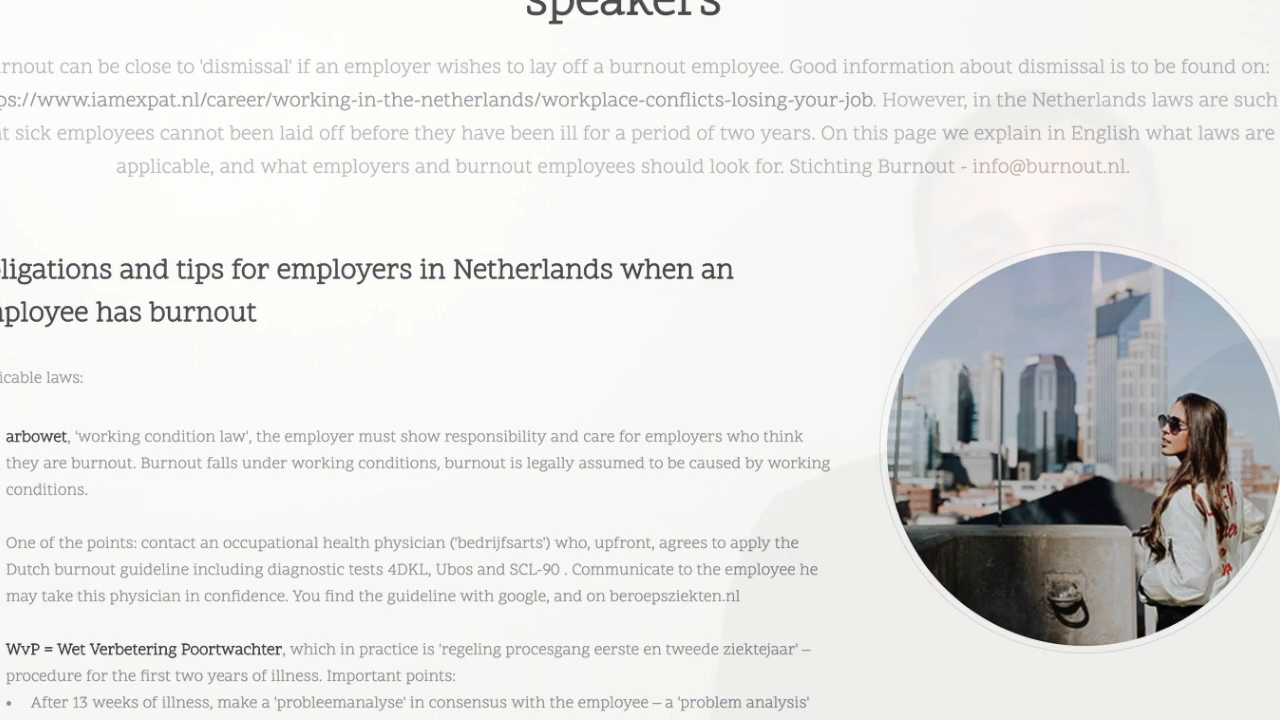 speakers
rnout can be close to 'dismissal' if an employer wishes to lay off a burnout employee. Good information about dismissal is to be found on:
ps://www.iamexpat.nl/career/working-in-the-netherlands/workplace-conflicts-losing-your-job. However, in the Netherlands laws are such
t sick employees cannot been laid off before they have been ill for a period of two years. On this page we explain in English what laws are
applicable, and what employers and burnout employees should look for. Stichting Burnout - info@burnout.nl.
ligations and tips for employers in Netherlands when an
ployee has burnout
icable laws:
arbowet, 'working condition law', the employer must show responsibility and care for employers who think
they are burnout. Burnout falls under working conditions, burnout is legally assumed to be caused by working
conditions.
One of the points: contact an occupational health physician ('bedrijfsarts') who, upfront, agrees to apply the
Dutch burnout guideline including diagnostic tests 4DKL, Ubos and SCL-90 . Communicate to the employee he
may take this physician in confidence. You find the guideline with google, and on beroepsziekten.nl
WvP = Wet Verbetering Poortwachter, which in practice is 'regeling procesgang eerste en tweede ziektejaar' –
procedure for the first two years of illness. Important points:
• After 13 weeks of illness, make a 'probleemanalyse' in consensus with the employee – a 'problem analysis'